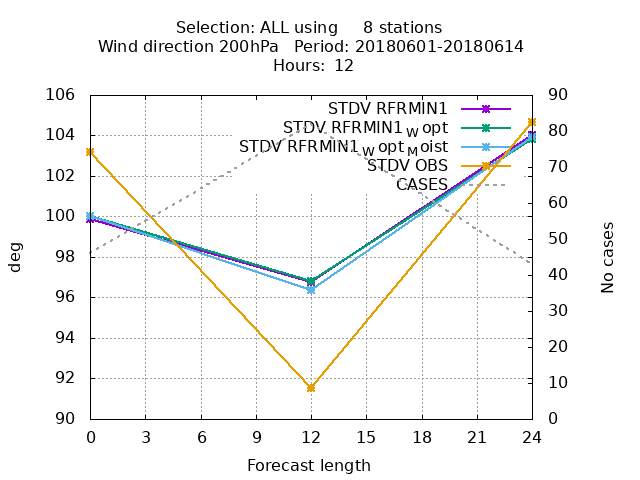 Selection: ALL using     8 stations
Wind direction 200hPa   Period: 20180601-20180614
Hours: 12
STDV RFRMIN1
STDV RFRMIN1_W opt
STDV RFRMIN1_W opt_M oist
STDV OBS
CASES
deg
106
104
102
100
98
96
94
92
90
No cases
90
80
70
60
50
40
30
20
10
0
0 3 6 9 12 15 18 21 24
Forecast length